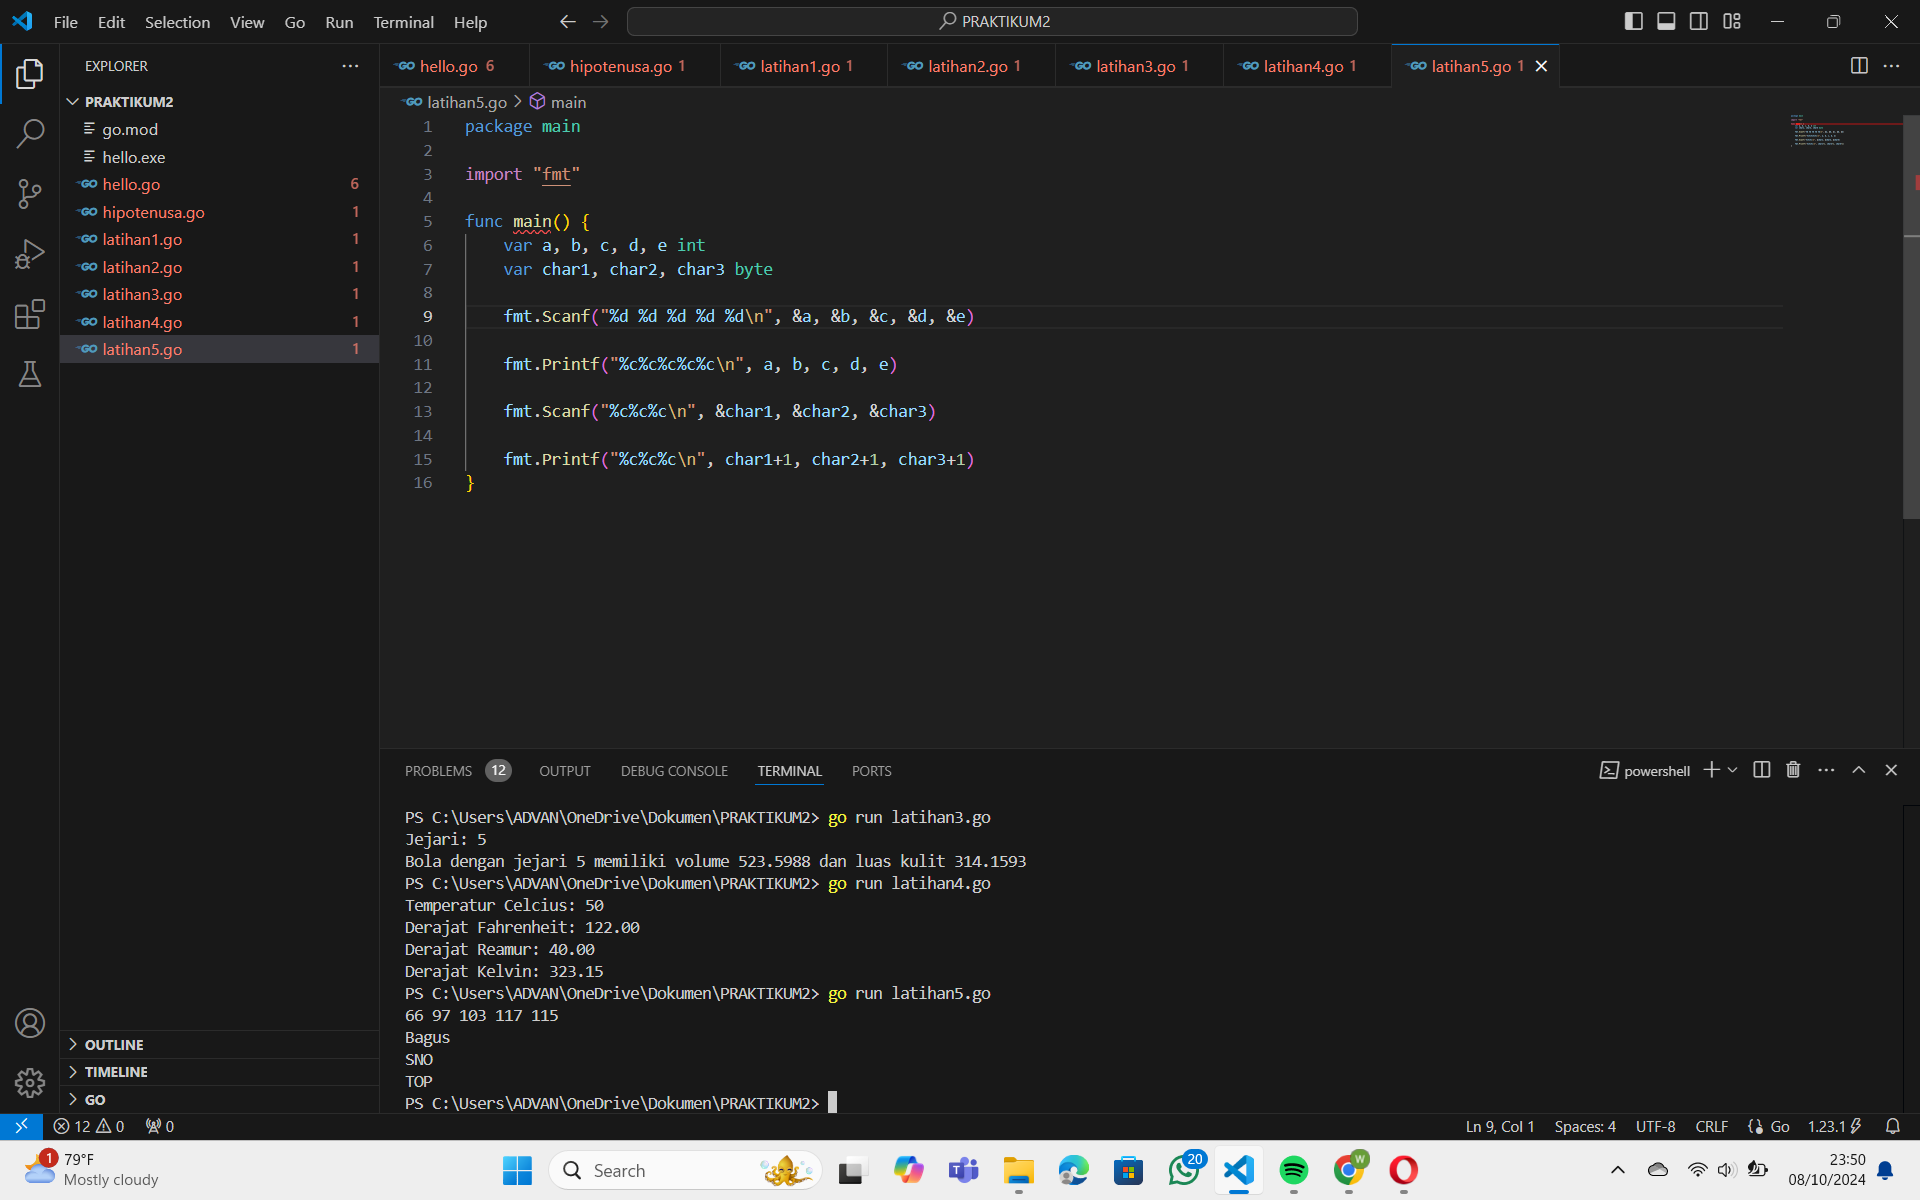 File Edit Selection View Go Run Terminal Help
PRAKTIKUM2
EXPLORER
hello.go 6
hipotenusa.go 1
latihan1.go 1
latihan2.go 1
latihan3.go 1
latihan4.go 1
latihan5.go 1
PRAKTIKUM2
go.mod
hello.exe
hello.go 6
hipotenusa.go 1
latihan1.go 1
latihan2.go 1
latihan3.go 1
latihan4.go 1
latihan5.go 1
OUTLINE
TIMELINE
GO
latihan5.go > main
1 package main
2
3 import "fmt"
4
5 func main() {
6 var a, b, c, d, e int
7 var char1, char2, char3 byte
8
9 fmt.Scanf("%d %d %d %d %d\n", &a, &b, &c, &d, &e)
10
11 fmt.Printf("%c%c%c%c%c\n", a, b, c, d, e)
12
13 fmt.Scanf("%c%c%c\n", &char1, &char2, &char3)
14
15 fmt.Printf("%c%c%c\n", char1+1, char2+1, char3+1)
16 }
PROBLEMS 12 OUTPUT DEBUG CONSOLE TERMINAL PORTS
powershell
PS C:\Users\ADVAN\OneDrive\Dokumen\PRAKTIKUM2> go run latihan3.go
Jejari: 5
Bola dengan jejari 5 memiliki volume 523.5988 dan luas kulit 314.1593
PS C:\Users\ADVAN\OneDrive\Dokumen\PRAKTIKUM2> go run latihan4.go
Temperatur Celcius: 50
Derajat Fahrenheit: 122.00
Derajat Reamur: 40.00
Derajat Kelvin: 323.15
PS C:\Users\ADVAN\OneDrive\Dokumen\PRAKTIKUM2> go run latihan5.go
66 97 103 117 115
Bagus
SNO
TOP
PS C:\Users\ADVAN\OneDrive\Dokumen\PRAKTIKUM2>
12 0 0
Ln 9, Col 1 Spaces: 4 UTF-8 CRLF Go 1.23.1
1
79°F
Mostly cloudy
Search
20
W
23:50
08/10/2024